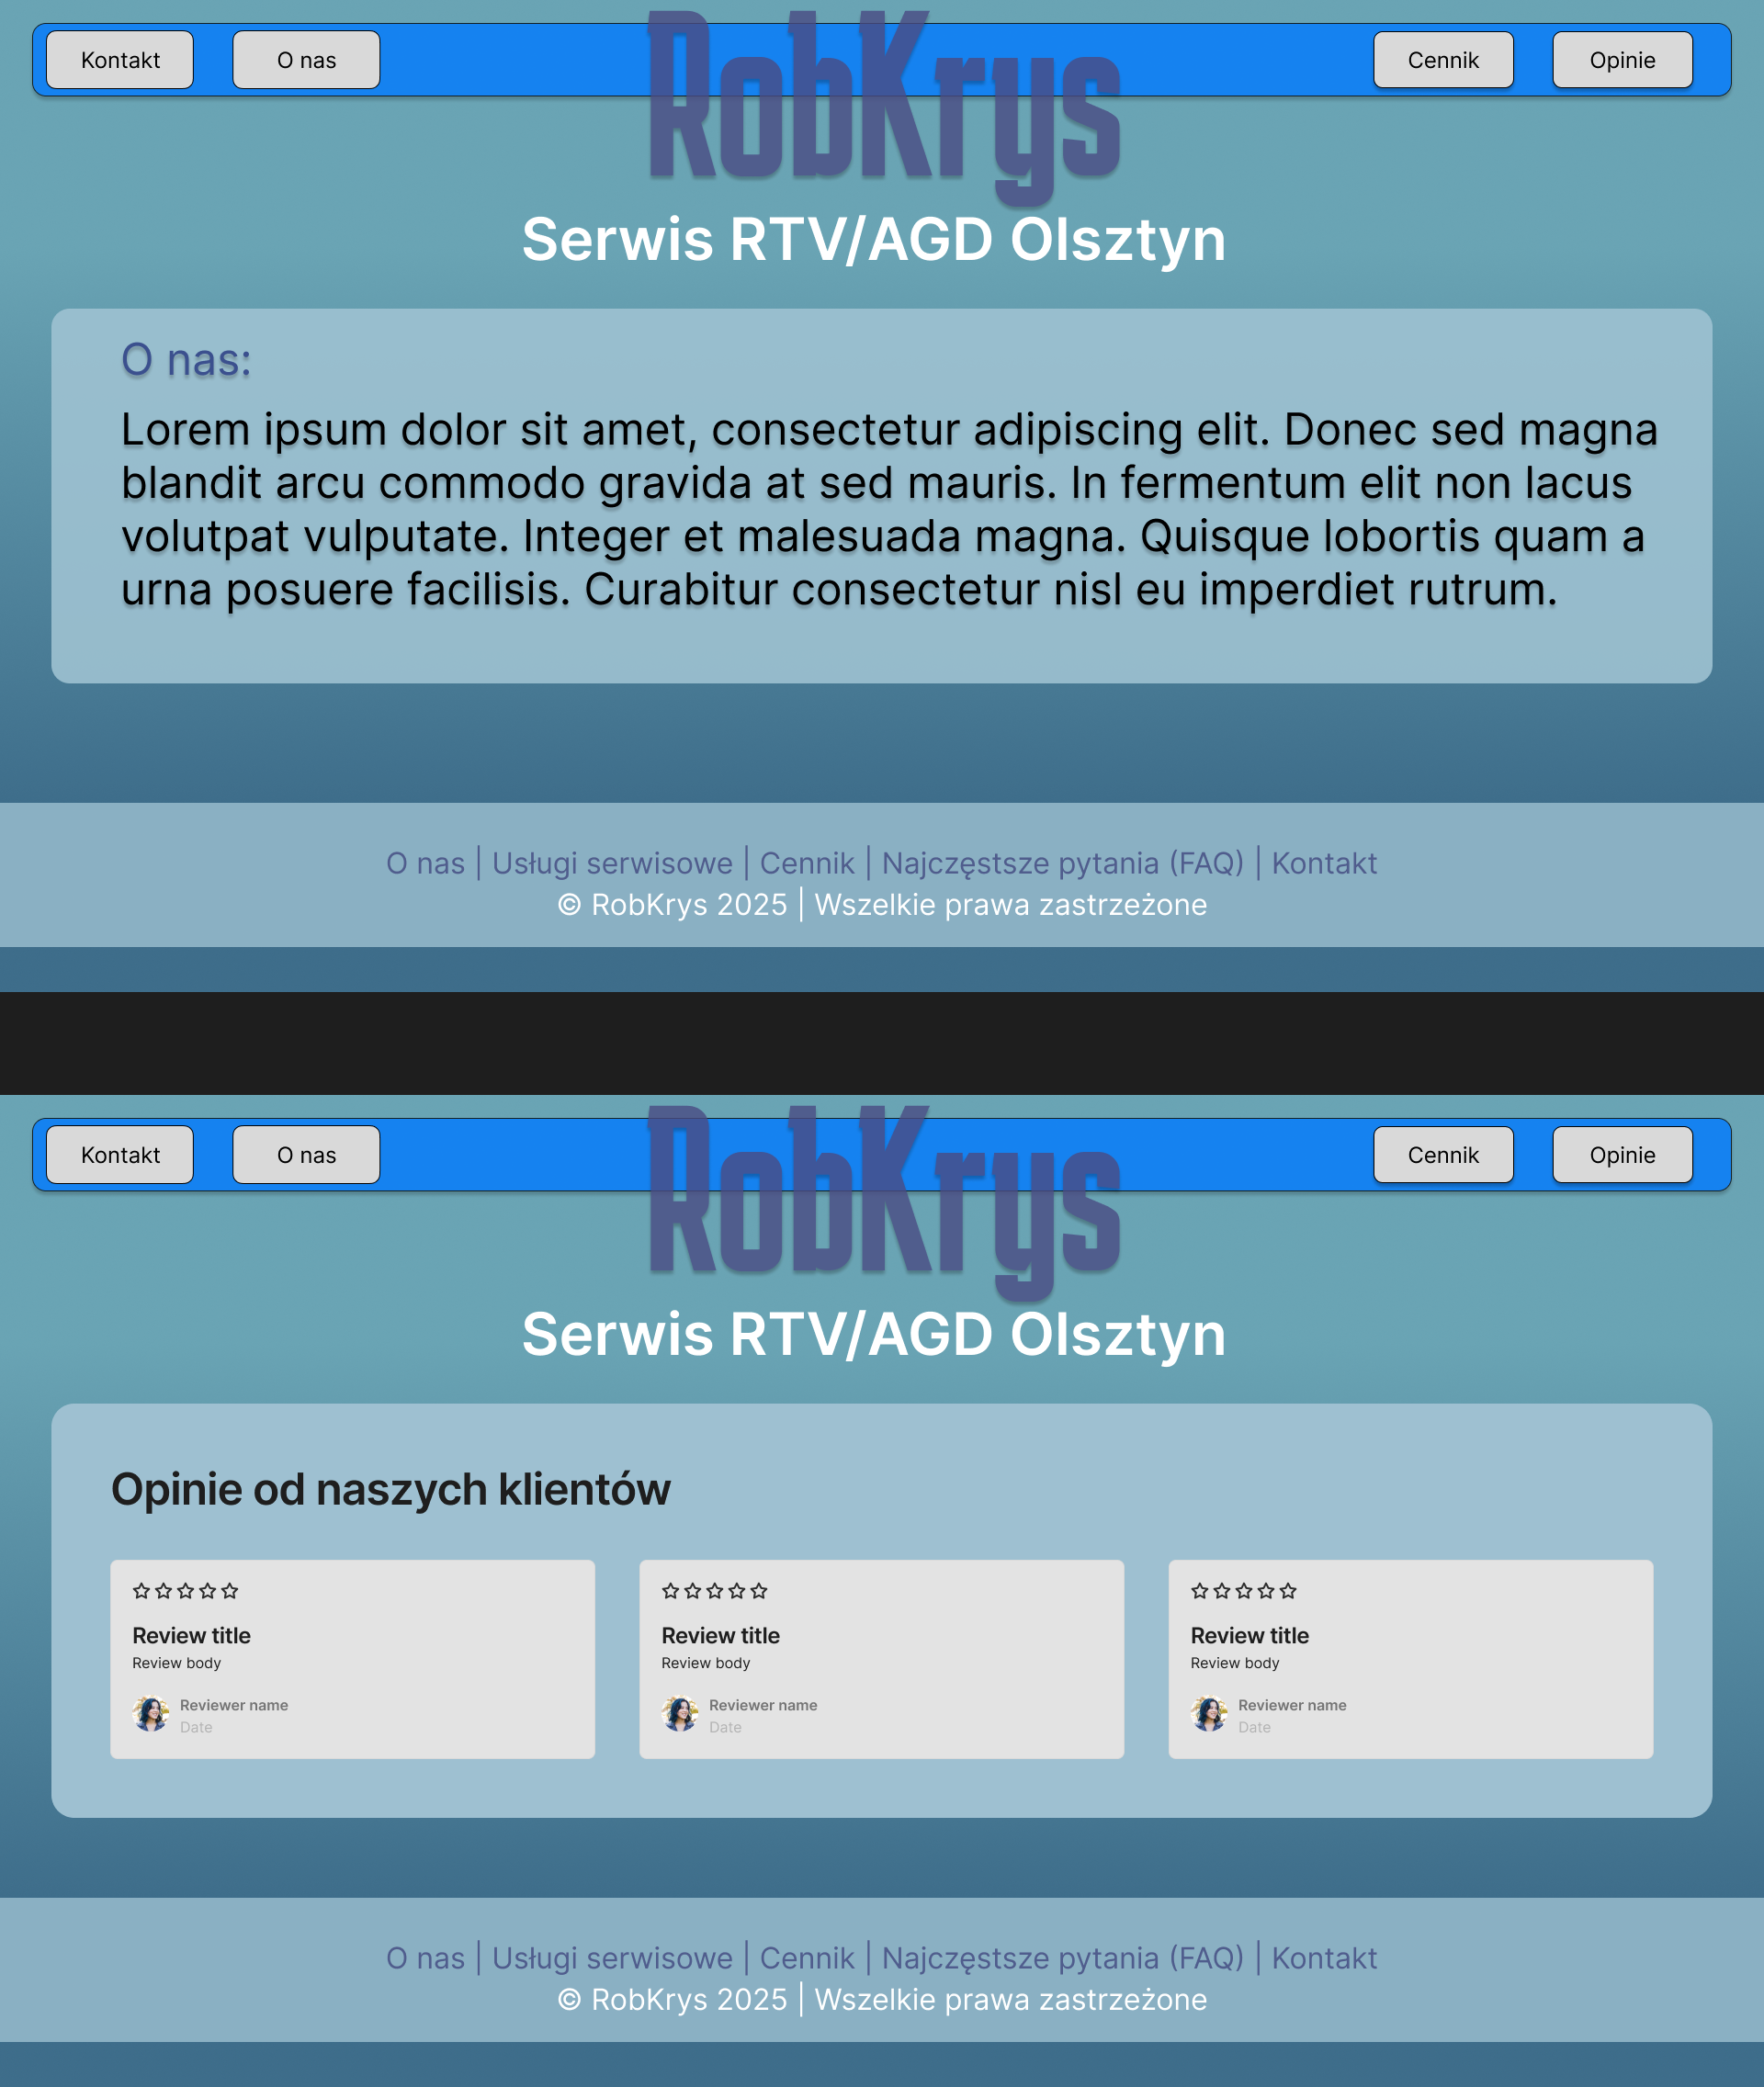 Kontakt O nas RobKrys Cennik Opinie
Serwis RTV/AGD Olsztyn
O nas:
Lorem ipsum dolor sit amet, consectetur adipiscing elit. Donec sed magna
blandit arcu commodo gravida at sed mauris. In fermentum elit non lacus
volutpat vulputate. Integer et malesuada magna. Quisque lobortis quam a
urna posuere facilisis. Curabitur consectetur nisl eu imperdiet rutrum.
O nas | Usługi serwisowe | Cennik | Najczęstsze pytania (FAQ) | Kontakt
© RobKrys 2025 | Wszelkie prawa zastrzeżone
Kontakt O nas RobKrys Cennik Opinie
Serwis RTV/AGD Olsztyn
Opinie od naszych klientów
Review title
Review body
Reviewer name
Date
Review title
Review body
Reviewer name
Date
Review title
Review body
Reviewer name
Date
O nas | Usługi serwisowe | Cennik | Najczęstsze pytania (FAQ) | Kontakt
© RobKrys 2025 | Wszelkie prawa zastrzeżone